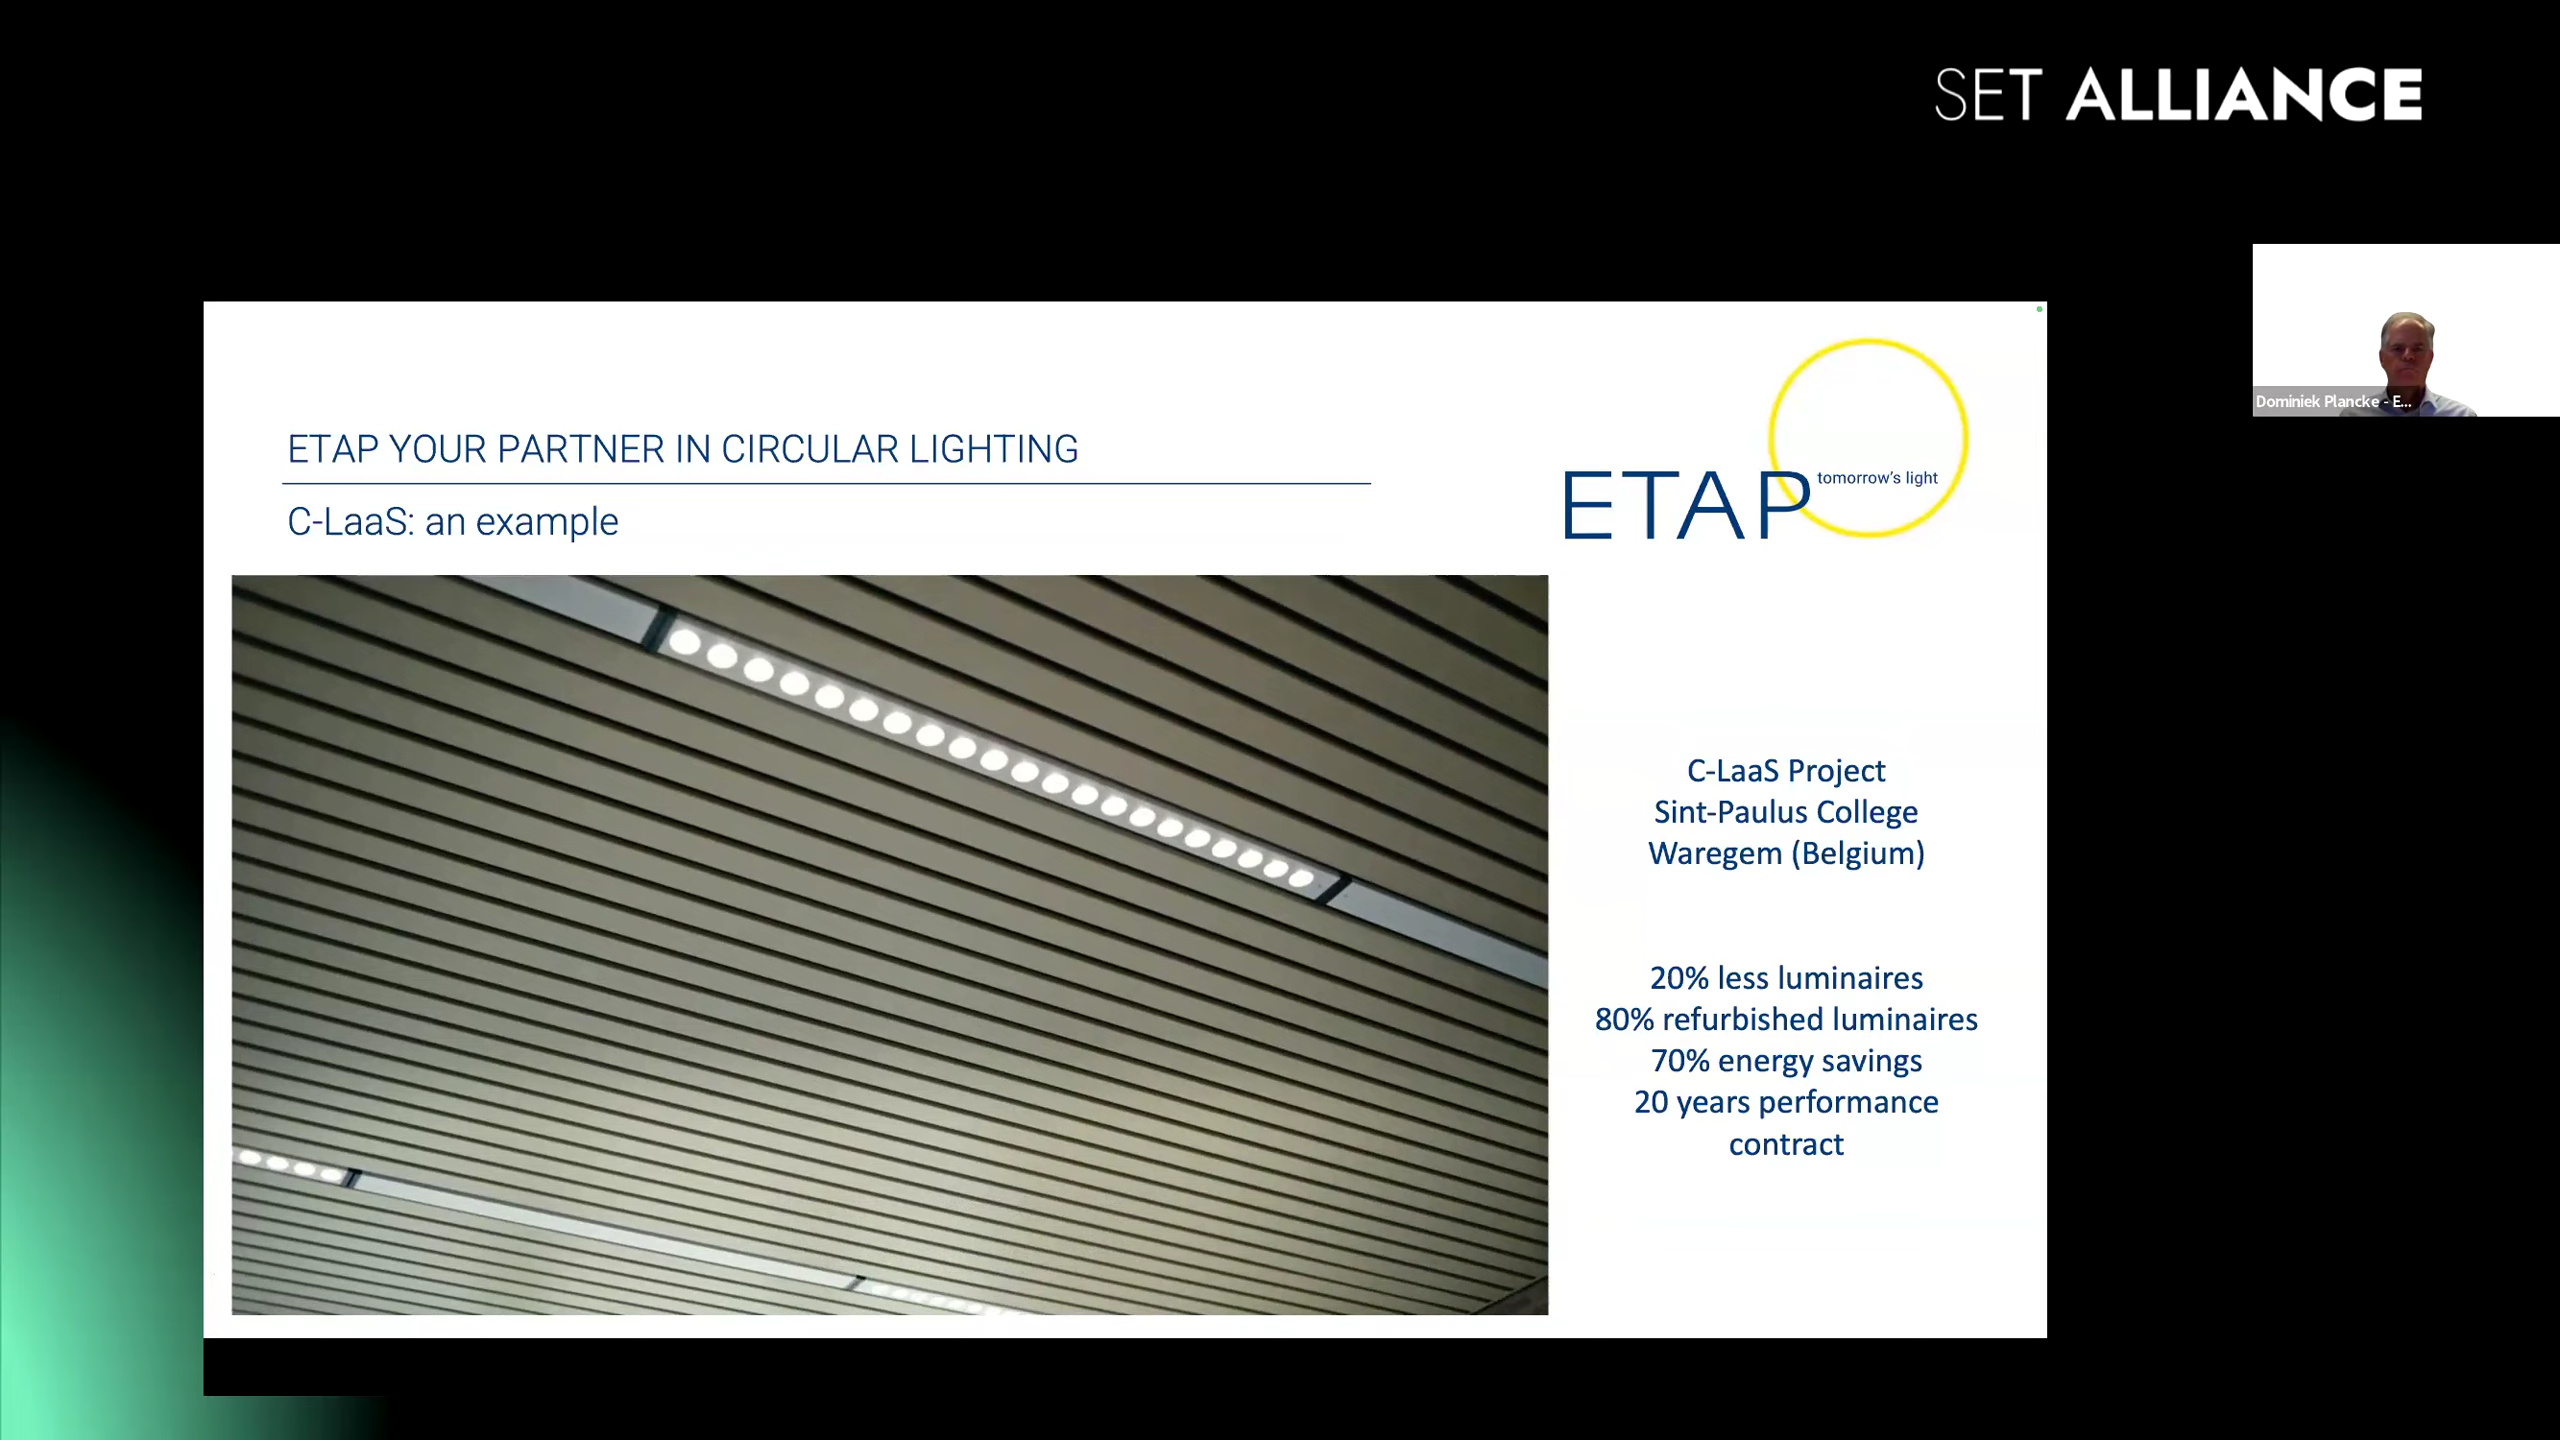 SET ALLIANCE
Dominiek Plancke - E...
ETAP YOUR PARTNER IN CIRCULAR LIGHTING
C-LaaS: an example
ETAP tomorrow's light
C-LaaS Project
Sint-Paulus College
Waregem (Belgium)
20% less luminaires
80% refurbished luminaires
70% energy savings
20 years performance
contract